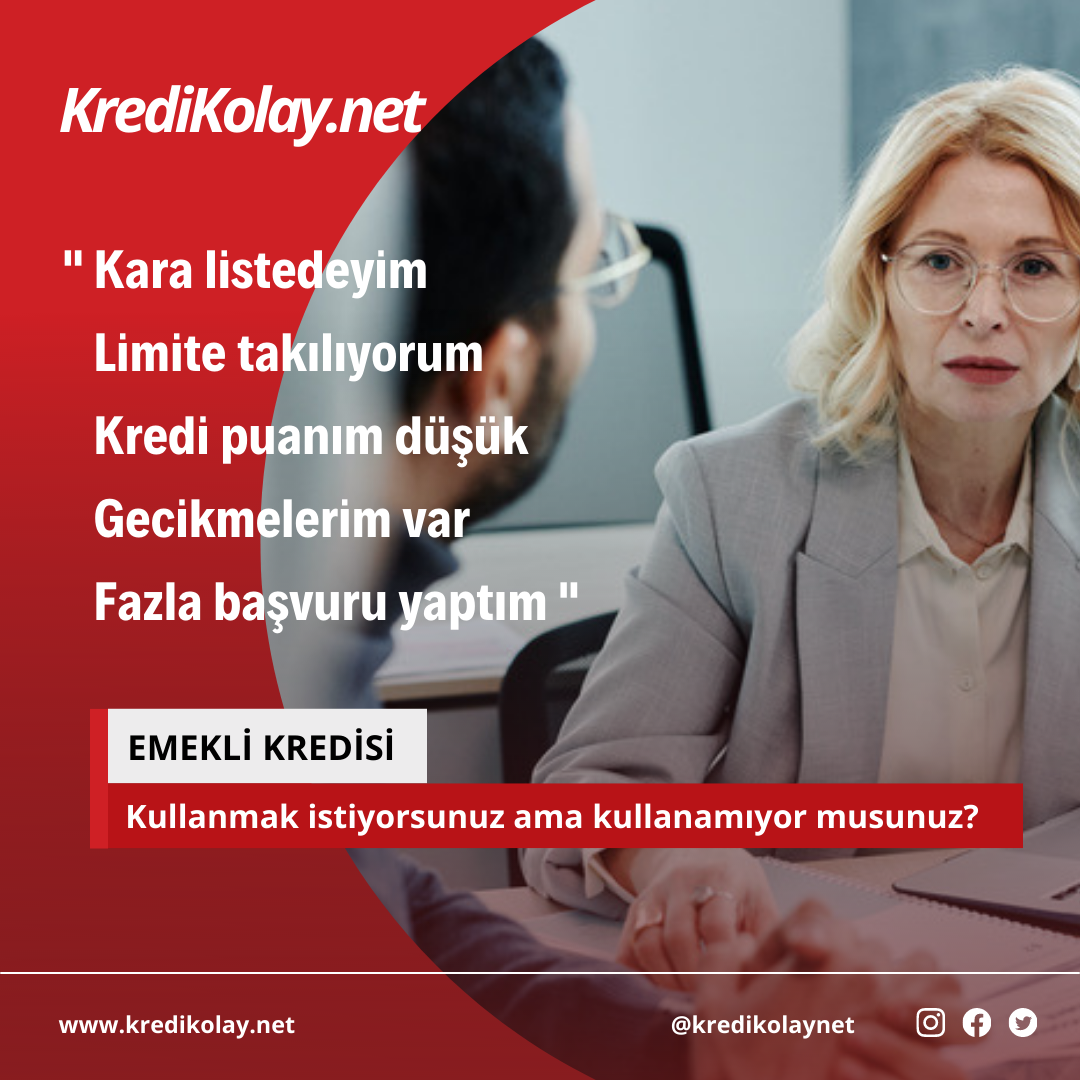 KrediKolay.net
" Kara listedeyim
Limite takılıyorum
Kredi puanım düşük
Gecikmelerim var
Fazla başvuru yaptım "
EMEKLİ KREDİSİ
Kullanmak istiyorsunuz ama kullanamıyor musunuz?
www.kredikolay.net
@kredikolaynet